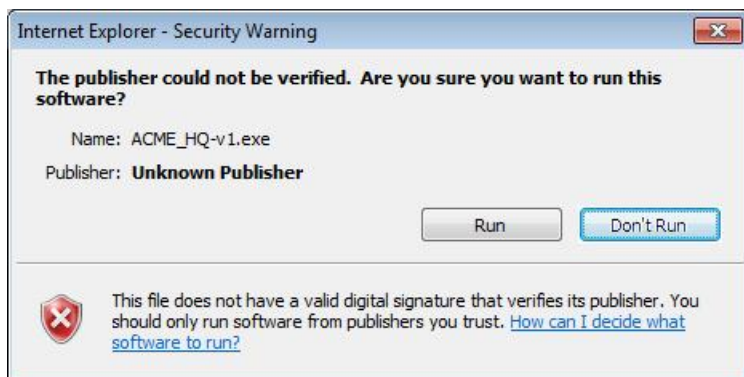 Internet Explorer - Security Warning
The publisher could not be verified.  Are you sure you want to run this
software?
Name: ACME_HQ-v1.exe
Publisher: Unknown Publisher
Run Don't Run
This file does not have a valid digital signature that verifies its publisher. You
should only run software from publishers you trust. How can I decide what
software to run?